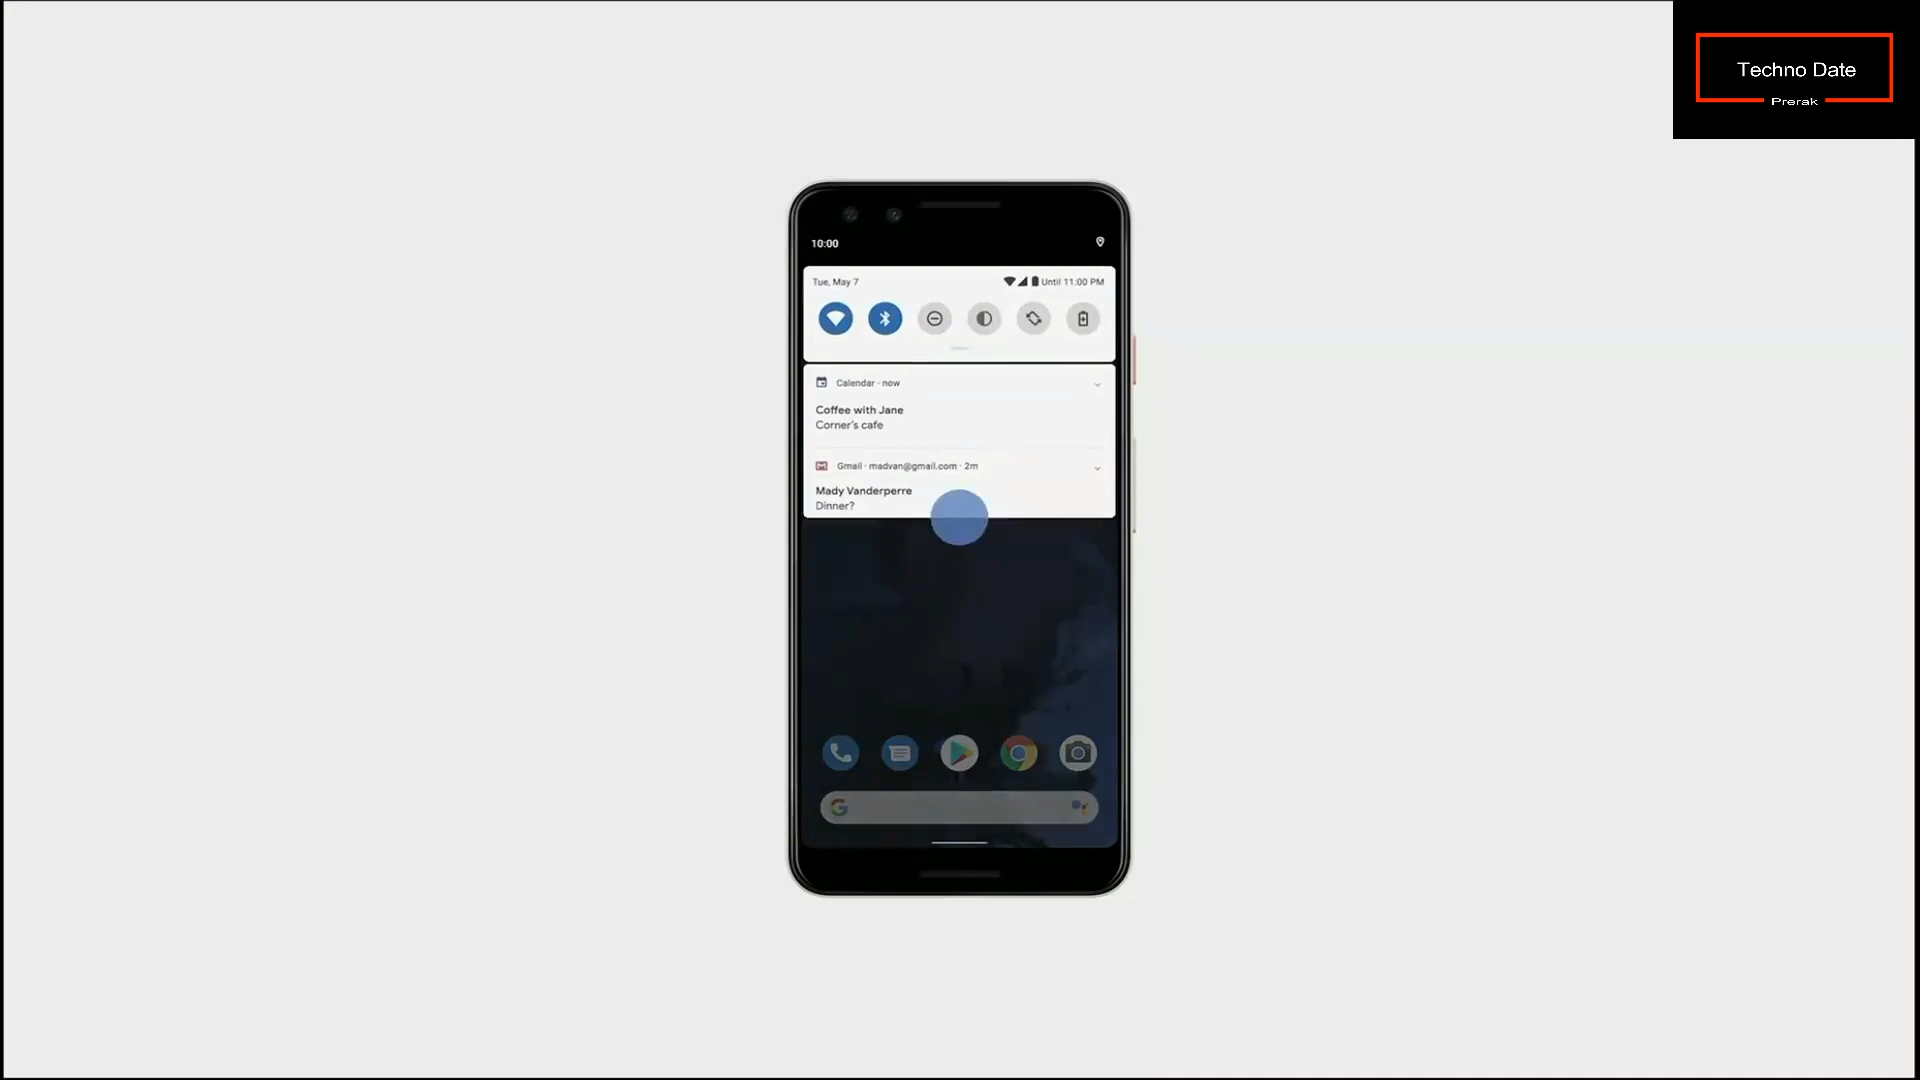 Techno Date
Prerak
10:00
Tue, May 7
Until 11:00 PM
Calendar · now
Coffee with Jane
Corner's cafe
Gmail · madvan@gmail.com · 2m
Mady Vanderperre
Dinner?